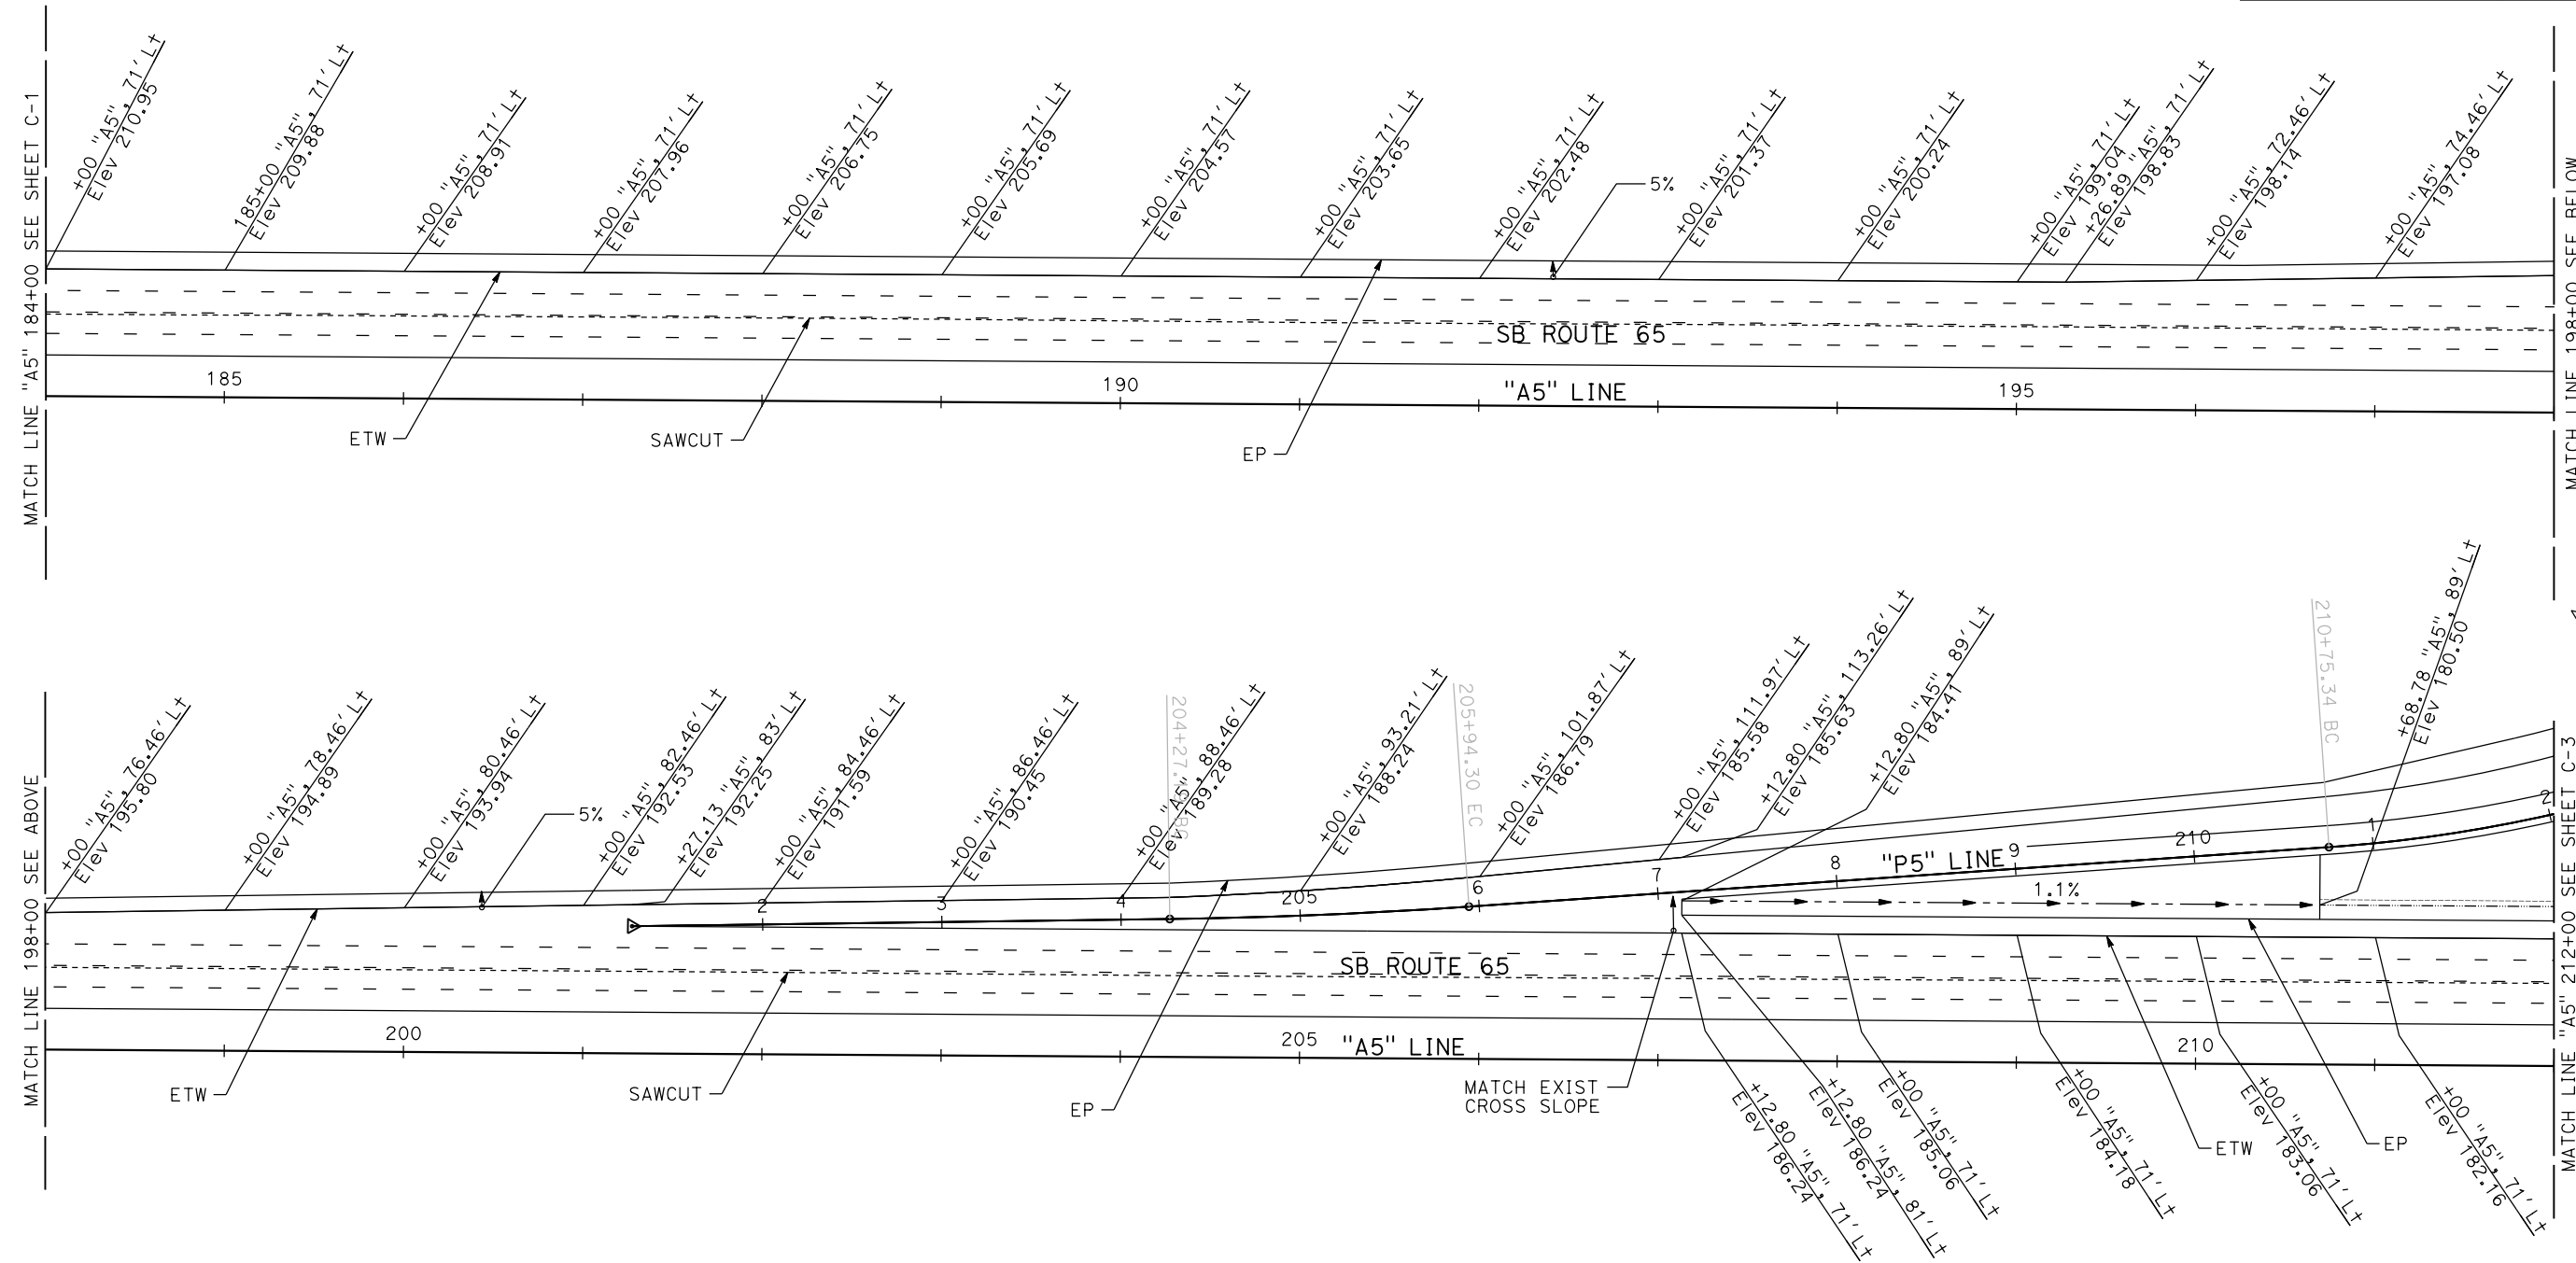 +00 "A5", 71' Lt
Elev 210.95
185+00 "A5", 71' Lt
Elev 209.88
+00 "A5", 71' Lt
Elev 208.91
+00 "A5", 71' Lt
Elev 207.96
+00 "A5", 71' Lt
Elev 206.75
+00 "A5", 71' Lt
Elev 205.69
+00 "A5", 71' Lt
Elev 204.57
+00 "A5", 71' Lt
Elev 203.65
+00 "A5", 71' Lt
Elev 202.48
5%
+00 "A5", 71' Lt
Elev 201.37
+00 "A5", 71' Lt
Elev 200.24
+00 "A5", 71' Lt
Elev 199.04
+26.89 "A5", 71' Lt
Elev 198.83
+00 "A5", 72.46' Lt
Elev 198.14
+00 "A5", 74.46' Lt
Elev 197.08
MATCH LINE "A5" 184+00 SEE SHEET C-1
MATCH LINE 198+00 SEE BELOW
SB ROUTE 65
185
190
"A5" LINE
195
ETW
SAWCUT
EP
+00 "A5", 76.46' Lt
Elev 195.80
+00 "A5", 78.46' Lt
Elev 194.89
+00 "A5", 80.46' Lt
Elev 193.94
5%
+00 "A5", 82.46' Lt
Elev 192.53
+27.13 "A5", 83' Lt
Elev 192.25
+00 "A5", 84.46' Lt
Elev 191.59
+00 "A5", 86.46' Lt
Elev 190.45
+00 "A5", 88.46' Lt
Elev 189.28
+00 "A5", 93.21' Lt
Elev 188.24
205+94.30 EC
+00 "A5", 101.87' Lt
Elev 186.79
+00 "A5", 111.97' Lt
Elev 185.58
+12.80 "A5", 113.26' Lt
Elev 185.63
+12.80 "A5", 89' Lt
Elev 184.41
210+75.34 BC
+68.78 "A5", 89' Lt
Elev 180.50
MATCH LINE 198+00 SEE ABOVE
MATCH LINE "A5" 212+00 SEE SHEET C-3
2
3
4
205
6
7
8
"P5" LINE
9
210
1
2
1.1%
SB ROUTE 65
200
205
"A5" LINE
210
ETW
SAWCUT
EP
MATCH EXIST
CROSS SLOPE
+12.80 "A5", 71' Lt
Elev 186.24
+12.80 "A5", 81' Lt
Elev 186.24
+00 "A5", 71' Lt
Elev 185.06
+00 "A5", 71' Lt
Elev 184.18
ETW
+00 "A5", 71' Lt
Elev 183.06
EP
+00 "A5", 71' Lt
Elev 182.16